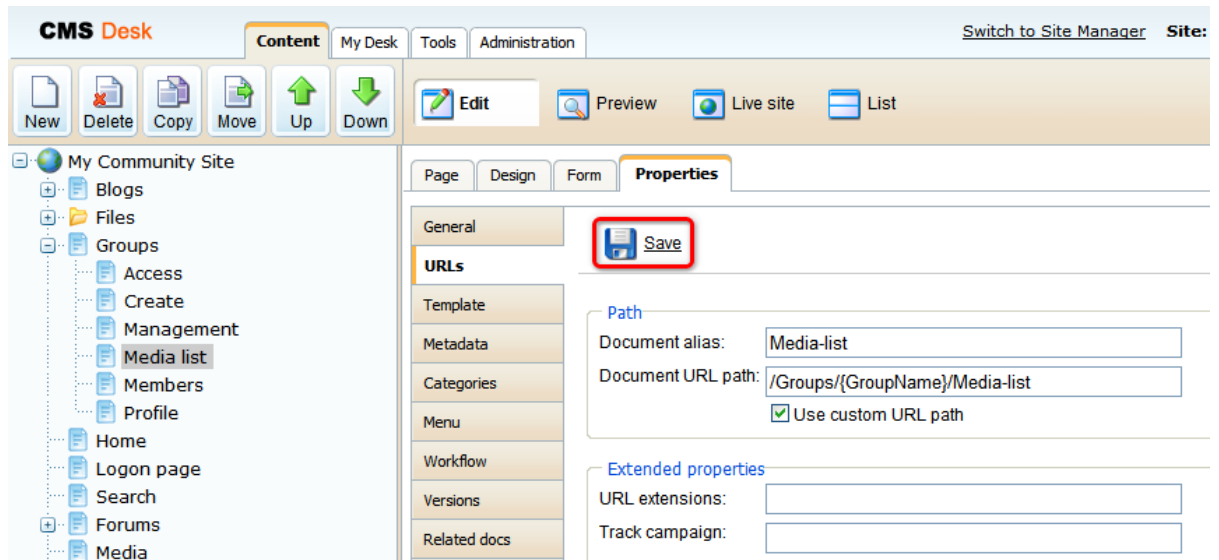 CMS Desk
Content My Desk Tools Administration
Switch to Site Manager Site:
New Delete Copy Move Up Down
Edit Preview Live site List
My Community Site
Blogs
Files
Groups
Access
Create
Management
Media list
Members
Profile
Home
Logon page
Search
Forums
Media
Page Design Form Properties
General
URLs
Template
Metadata
Categories
Menu
Workflow
Versions
Related docs
Save
Path
Document alias: Media-list
Document URL path: /Groups/{GroupName}/Media-list
Use custom URL path
Extended properties
URL extensions:
Track campaign: